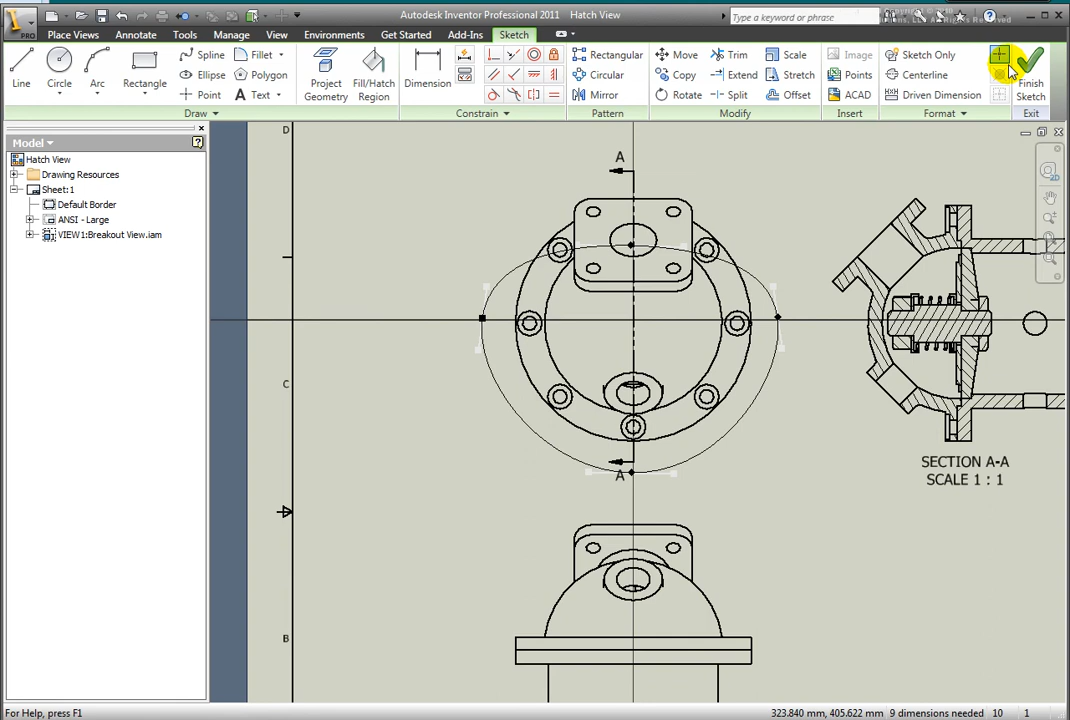 Autodesk Inventor Professional 2011 Hatch View
Type a keyword or phrase
PRO
Place Views Annotate Tools Manage View Environments Get Started Add-Ins Sketch
Line
Circle
Arc
Rectangle
Spline
Ellipse
Point
Fillet
Polygon
Text
Project
Geometry
Fill/Hatch
Region
Dimension
Rectangular
Circular
Mirror
Move
Copy
Rotate
Trim
Extend
Split
Scale
Stretch
Offset
Image
Points
ACAD
Sketch Only
Centerline
Driven Dimension
Finish
Sketch
Draw
Constrain
Pattern
Modify
Insert
Format
Exit
Model
Hatch View
Drawing Resources
Sheet:1
Default Border
ANSI - Large
VIEW1:Breakout View.iam
D
C
B
A
A
2D
SECTION A-A
SCALE 1 : 1
For Help, press F1
323.840 mm, 405.622 mm 9 dimensions needed 10 1